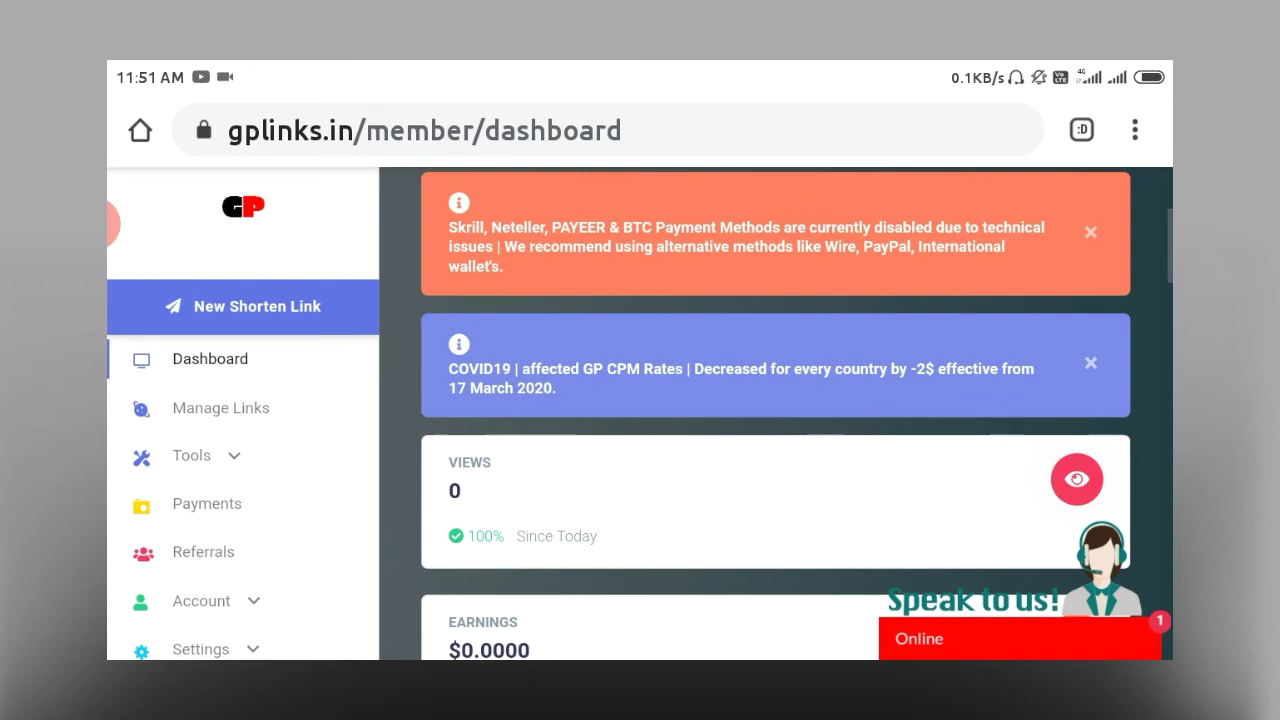 11:51 AM
0.1KB/s
Vo LTE
4G
gplinks.in/member/dashboard
:D
GP
New Shorten Link
Dashboard
Manage Links
Tools
Payments
Referrals
Account
Settings
Skrill, Neteller, PAYEER & BTC Payment Methods are currently disabled due to technical
issues | We recommend using alternative methods like Wire, PayPal, International
wallet's.
×
COVID19 | affected GP CPM Rates | Decreased for every country by -2$ effective from
17 March 2020.
×
VIEWS
0
100% Since Today
EARNINGS
$0.0000
Speak to us!
1
Online